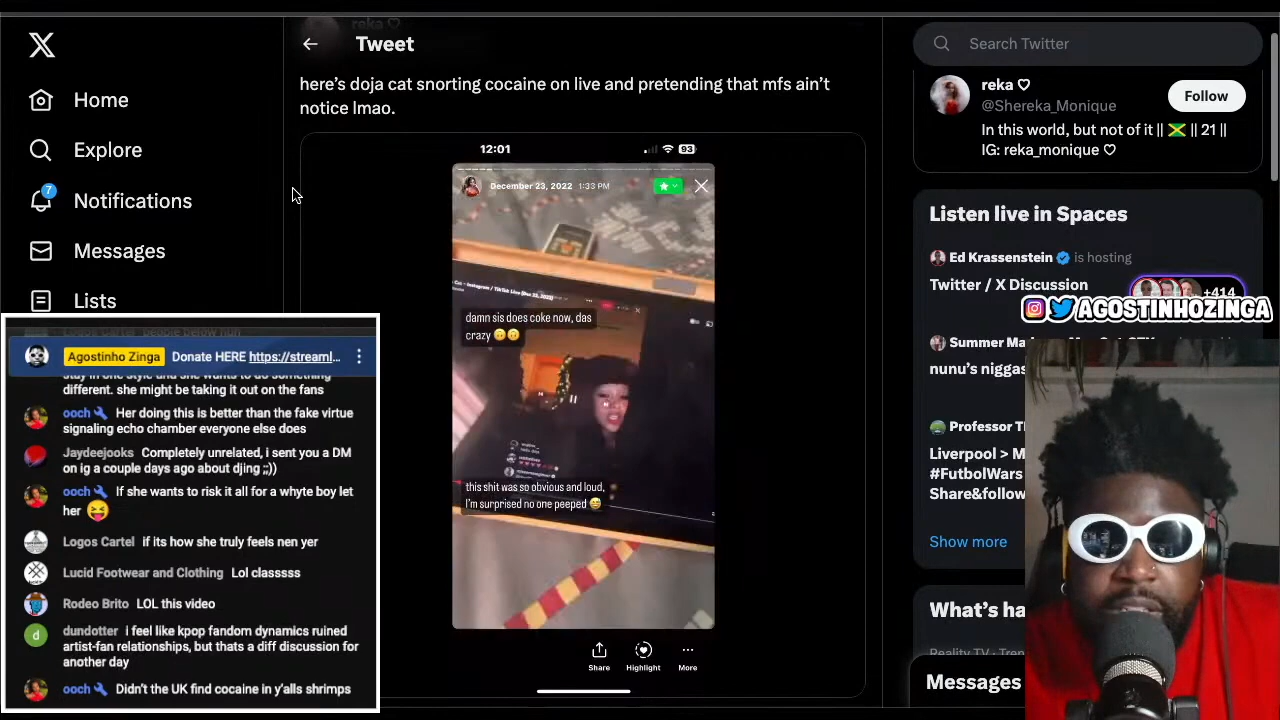 Tweet
here's doja cat snorting cocaine on live and pretending that mfs ain't
notice lmao.
Home
Explore
7
Notifications
Messages
Lists
12:01
93
December 23, 2022 1:33 PM
damn sis does coke now, das
crazy
this shit was so obvious and loud,
I'm surprised no one peeped
Share
Highlight
More
Search Twitter
reka ♡
@Shereka_Monique
Follow
In this world, but not of it || 🇯🇲 || 21 ||
IG: reka_monique ♡
Listen live in Spaces
Ed Krassenstein is hosting
Twitter / X Discussion
+414
AGOSTINHOZINGA
Summer
nunu's niggas
Professor
Liverpool >
#FutbolWars
Share&follow
Show more
What's ha
Messages
Agostinho Zinga Donate HERE https://streaml...
stay in one style and she wants to do something
different. she might be taking it out on the fans
ooch Her doing this is better than the fake virtue
signaling echo chamber everyone else does
Jaydeejooks Completely unrelated, i sent you a DM
on ig a couple days ago about djing ;;))
ooch If she wants to risk it all for a whyte boy let
her 😝
Logos Cartel if its how she truly feels nen yer
Lucid Footwear and Clothing Lol classsss
Rodeo Brito LOL this video
dundotter i feel like kpop fandom dynamics ruined
artist-fan relationships, but thats a diff discussion for
another day
ooch Didn't the UK find cocaine in y'alls shrimps